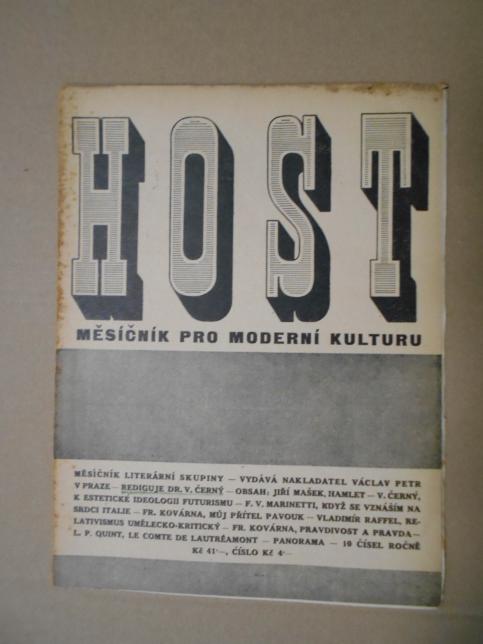 HOST
MĚSÍČNÍK PRO MODERNÍ KULTURU
MĚSÍČNÍK LITERÁRNÍ SKUPINY — VYDÁVÁ NAKLADATEL VÁCLAV PETR
V PRAZE — REDIGUJE DR. V. ČERNÝ — OBSAH: JIŘÍ MAŠEK, HAMLET — V. ČERNÝ,
K ESTETICKÉ IDEOLOGII FUTURISMU — F. V. MARINETTI, KDYŽ SE VZNÁŠÍM NA
SRDCI ITALIE — FR. KOVÁRNA, MŮJ PŘÍTEL PAVOUK — VLADIMÍR RAFFEL, RE-
LATIVISMUS UMĚLECKO-KRITICKÝ — FR. KOVÁRNA, PRAVDIVOST A PRAVDA —
L. P. QUINT, LE COMTE DE LAUTRÉAMONT — PANORAMA — 10 ČÍSEL ROČNĚ
Kč 41·—, ČÍSLO Kč 4·—